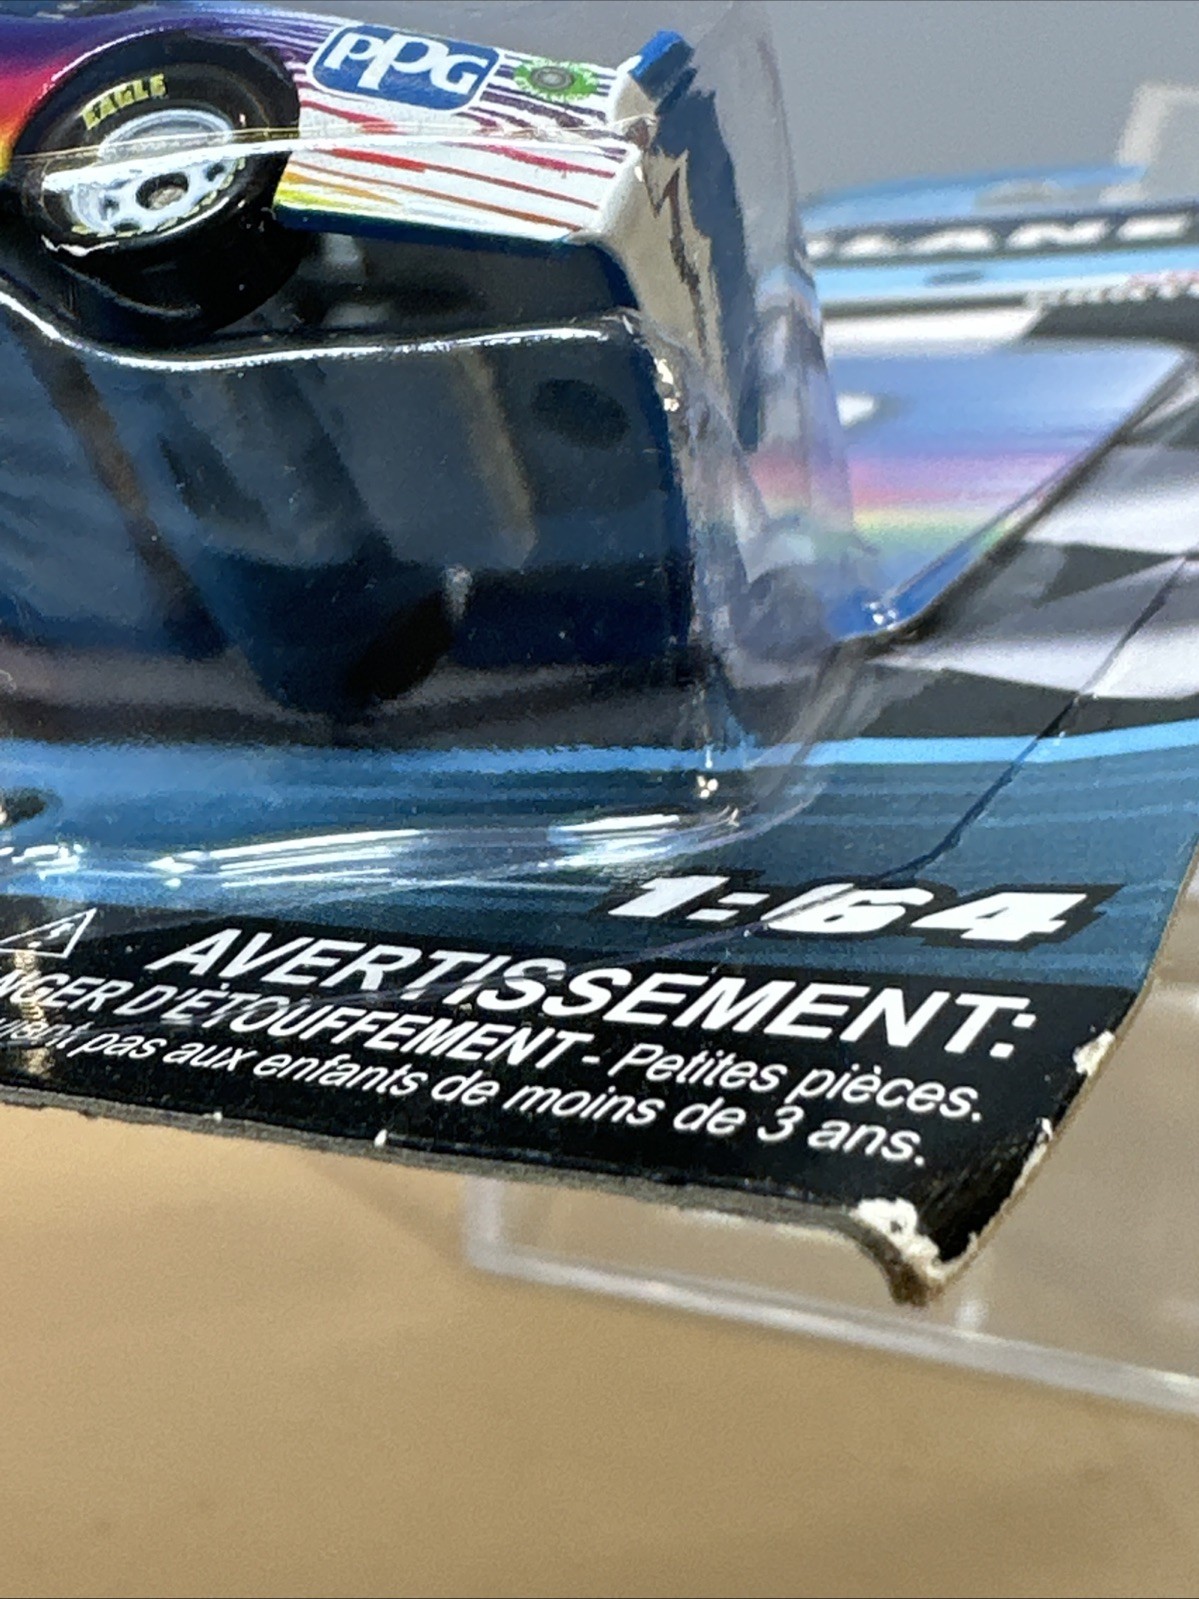 EAGLE
PPG
1:64
AVERTISSEMENT:
D'ÉTOUFFEMENT - Petites pièces.
pas aux enfants de moins de 3 ans.